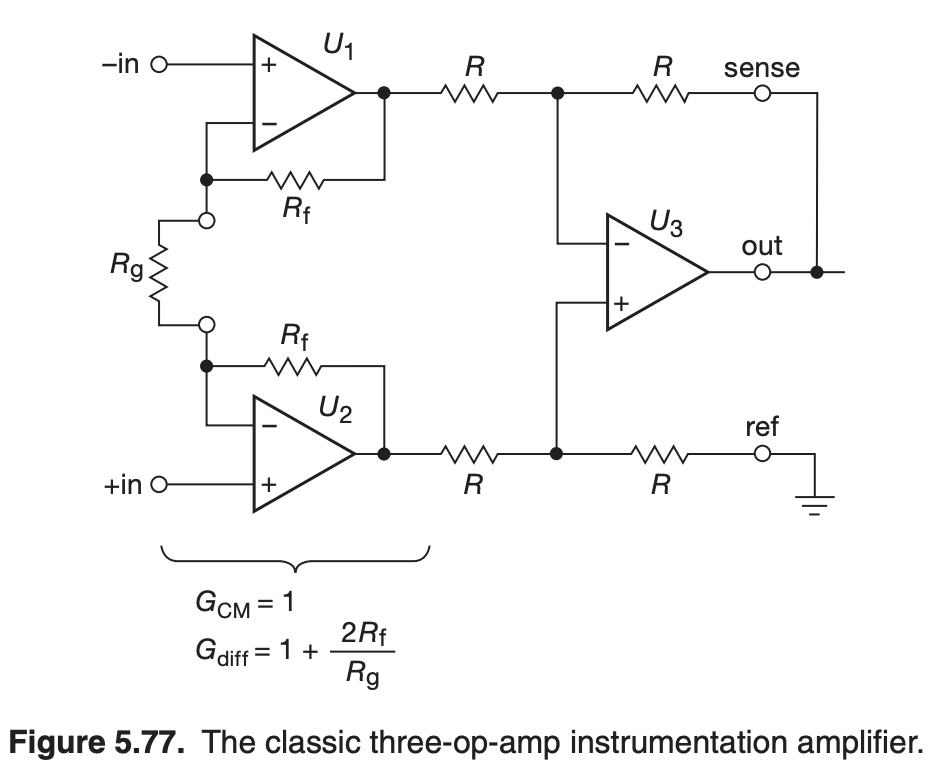 U1
–in
+
R
R
sense
–
Rf
U3
Rg
–
out
+
Rf
U2
–
ref
+in
+
R
R
GCM = 1
Gdiff = 1 + 2Rf / Rg
Figure 5.77. The classic three-op-amp instrumentation amplifier.